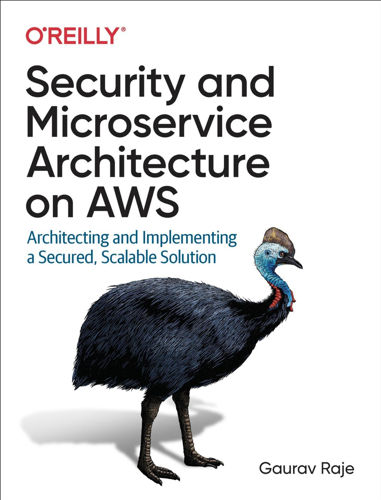 O'REILLY®
Security and
Microservice
Architecture
on AWS
Architecting and Implementing
a Secured, Scalable Solution
Gaurav Raje